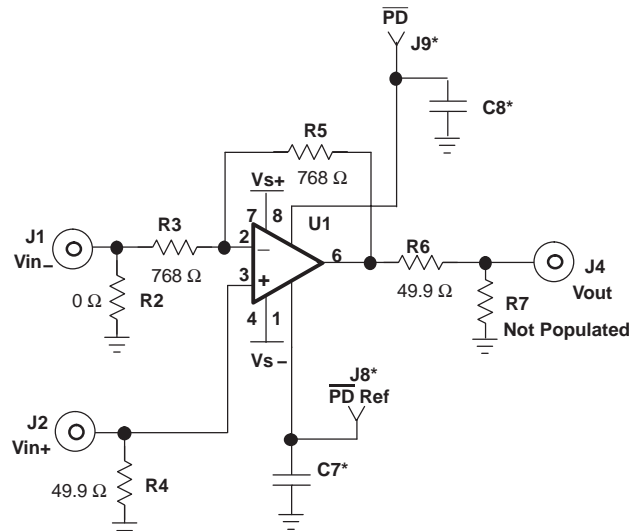 PD
J9*
C8*
R5
768 Ω
Vs+
7 8
U1
J1
Vin–
R3
768 Ω
2
–
3
+
6
R6
49.9 Ω
J4
Vout
0 Ω
R2
R7
Not Populated
4 1
Vs –
J8*
PD Ref
J2
Vin+
C7*
49.9 Ω
R4